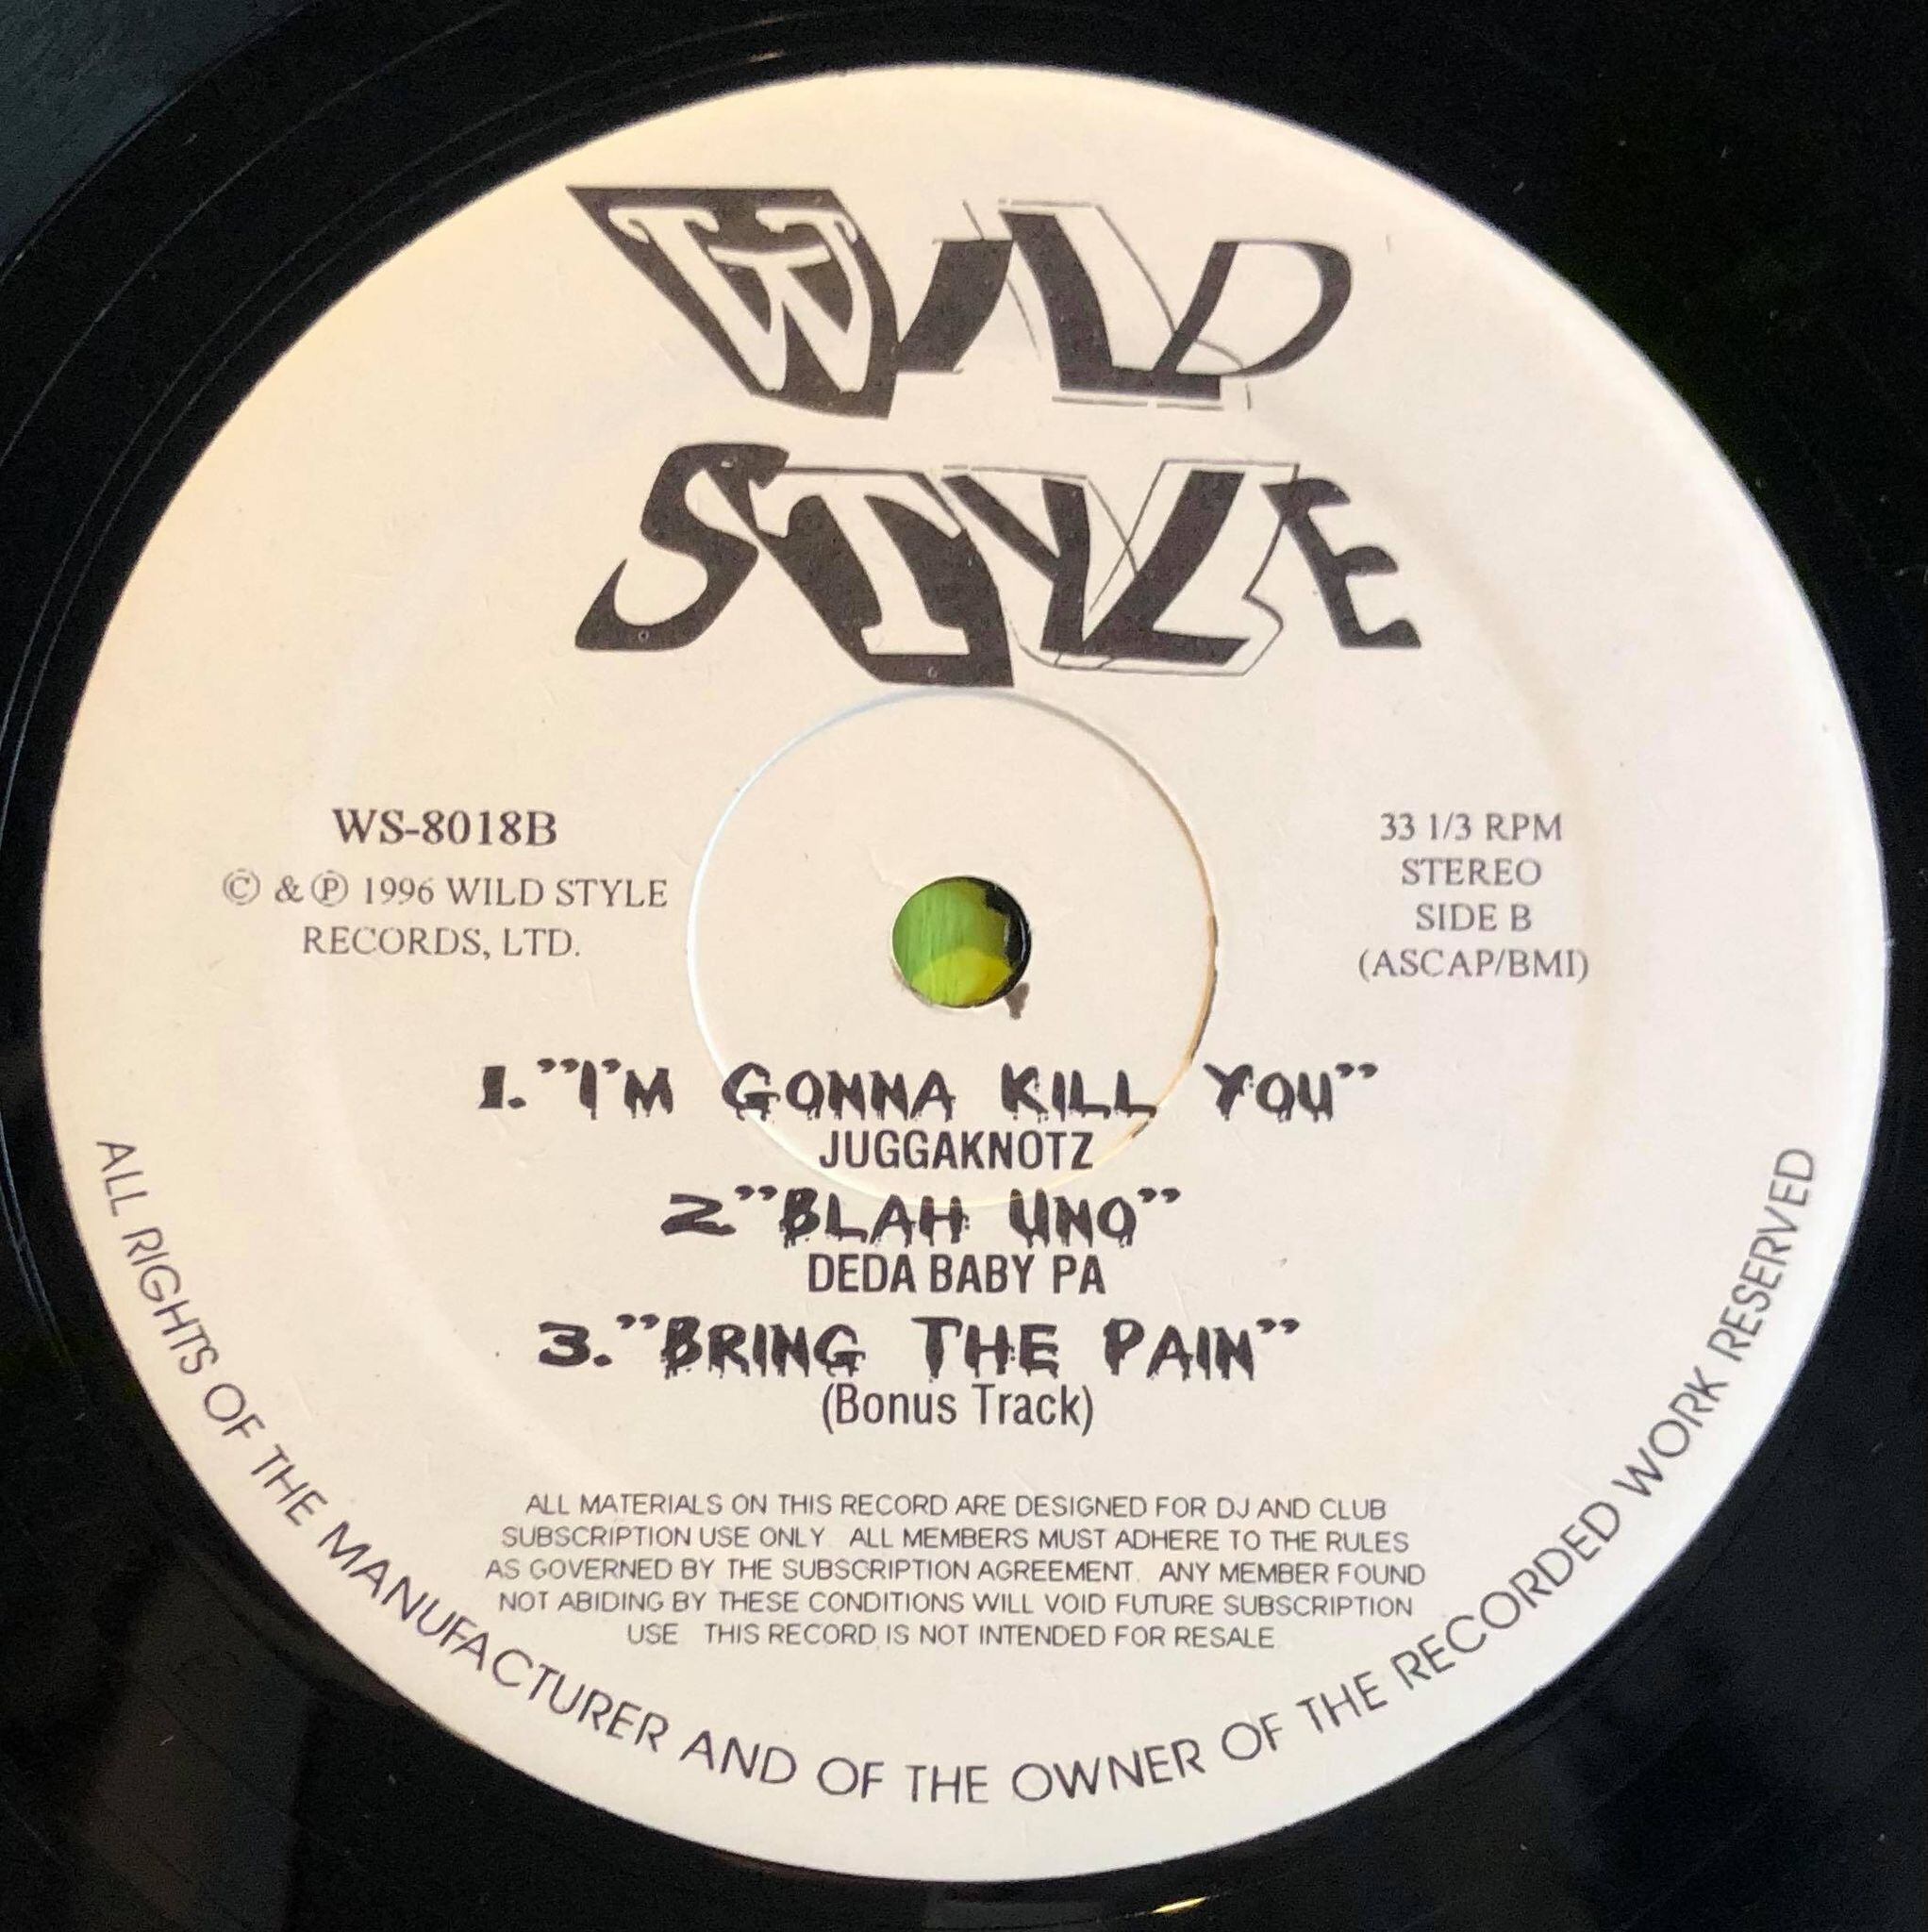 WILD
STYLE
WS-8018B
© & ℗ 1996 WILD STYLE
RECORDS, LTD.
33 1/3 RPM
STEREO
SIDE B
(ASCAP/BMI)
1. "I'M GONNA KILL YOU"
JUGGAKNOTZ
2. "BLAH UNO"
DEDA BABY PA
3. "BRING THE PAIN"
(Bonus Track)
ALL MATERIALS ON THIS RECORD ARE DESIGNED FOR DJ AND CLUB
SUBSCRIPTION USE ONLY. ALL MEMBERS MUST ADHERE TO THE RULES
AS GOVERNED BY THE SUBSCRIPTION AGREEMENT. ANY MEMBER FOUND
NOT ABIDING BY THESE CONDITIONS WILL VOID FUTURE SUBSCRIPTION
USE THIS RECORD IS NOT INTENDED FOR RESALE
ALL RIGHTS OF THE MANUFACTURER AND OF THE OWNER OF THE RECORDED WORK RESERVED